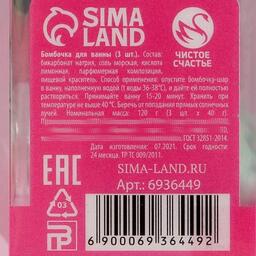 SIMA
LAND
ЧИСТОЕ
СЧАСТЬЕ
Бомбочка для ванны (3 шт.). Состав:
бикарбонат натрия, соль морская, кислота
лимонная, парфюмерная композиция,
пищевой краситель. Способ: опустите бомбочку-шар
в ванну, наполненную водой (t воды 36-38°С), и дайте ей полностью
раствориться. Принимайте ванну 15-20 минут. Хранить при
температуре не выше 40 °С. Беречь от попадания прямых солнечных
лучей. Номинальная масса: 120 г (3 шт. х 40 г).
ГОСТ 32851-2014.
Дата изготовления: 07.2021. Срок годности:
24 месяца. ТР ТС 009/2011.
EAC
SIMA-LAND.RU
Арт.: 6936449
03
РТ
6 900069 364492